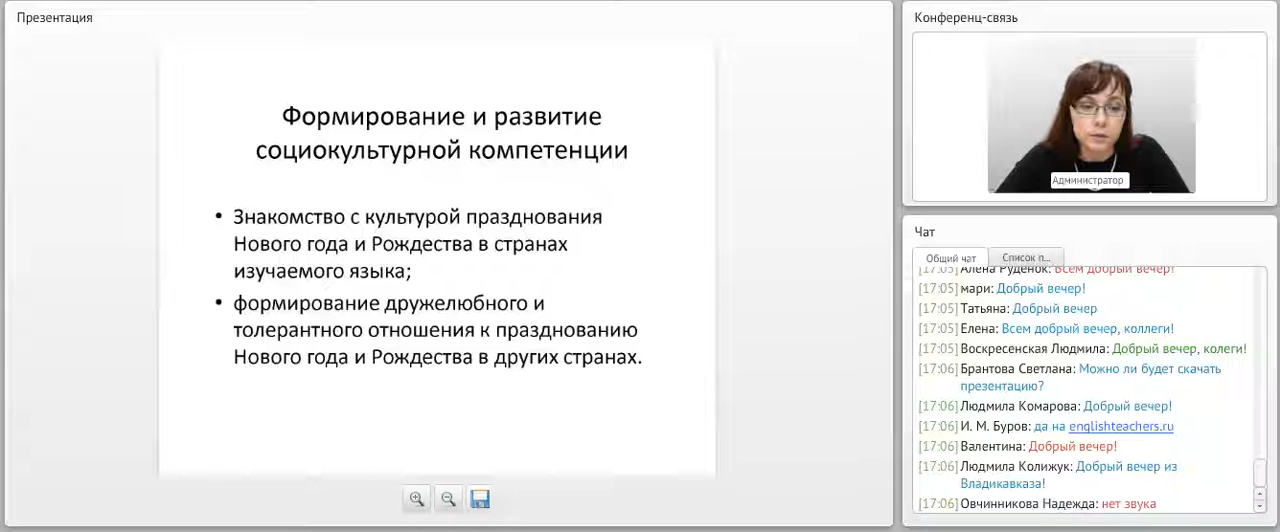 Презентация
Формирование и развитие
социокультурной компетенции
• Знакомство с культурой празднования
Нового года и Рождества в странах
изучаемого языка;
• формирование дружелюбного и
толерантного отношения к празднованию
Нового года и Рождества в других странах.
Конференц-связь
Администратор
Чат
Общий чат
Список п...
[17:05] Алена Руденок: Всем добрый вечер!
[17:05] мари: Добрый вечер!
[17:05] Татьяна: Добрый вечер
[17:05] Елена: Всем добрый вечер, коллеги!
[17:05] Воскресенская Людмила: Добрый вечер, колеги!
[17:06] Брантова Светлана: Можно ли будет скачать
презентацию?
[17:06] Людмила Комарова: Добрый вечер!
[17:06] И. М. Буров: да на englishteachers.ru
[17:06] Валентина: Добрый вечер!
[17:06] Людмила Колижук: Добрый вечер из
Владикавказа!
[17:06] Овчинникова Надежда: нет звука